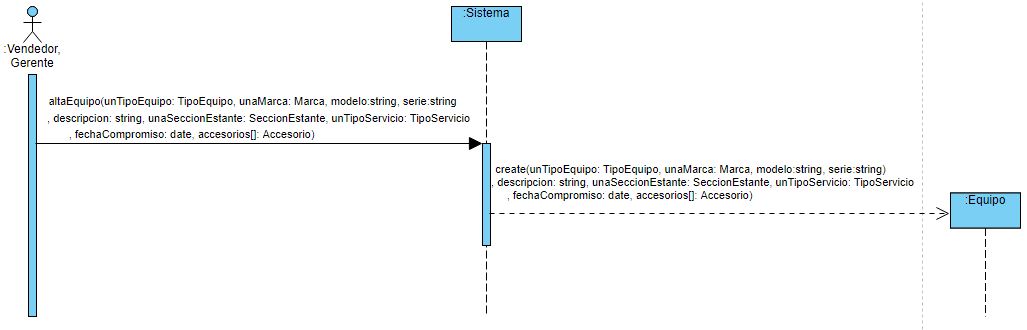 :Sistema
:Vendedor,
Gerente
altaEquipo(unTipoEquipo: TipoEquipo, unaMarca: Marca, modelo:string, serie:string
, descripcion: string, unaSeccionEstante: SeccionEstante, unTipoServicio: TipoServicio
, fechaCompromiso: date, accesorios[]: Accesorio)
create(unTipoEquipo: TipoEquipo, unaMarca: Marca, modelo:string, serie:string)
, descripcion: string, unaSeccionEstante: SeccionEstante, unTipoServicio: TipoServicio
, fechaCompromiso: date, accesorios[]: Accesorio)
:Equipo